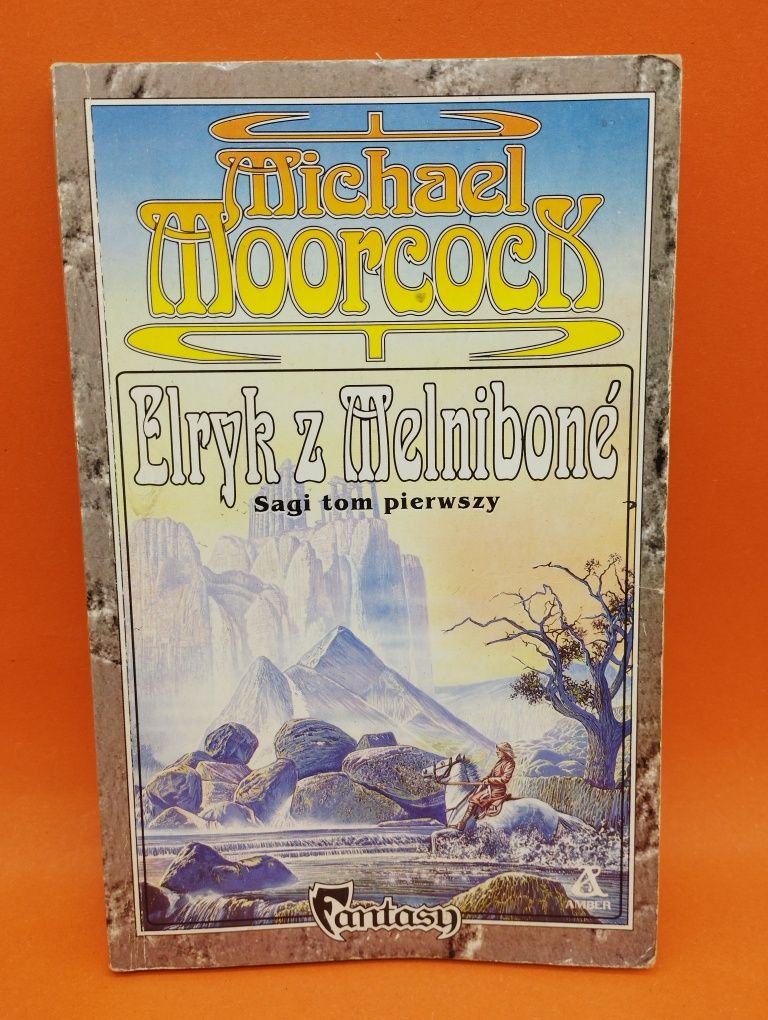 Michael
Moorcock
Elryk z Melniboné
Sagi tom pierwszy
Fantasy
AMBER